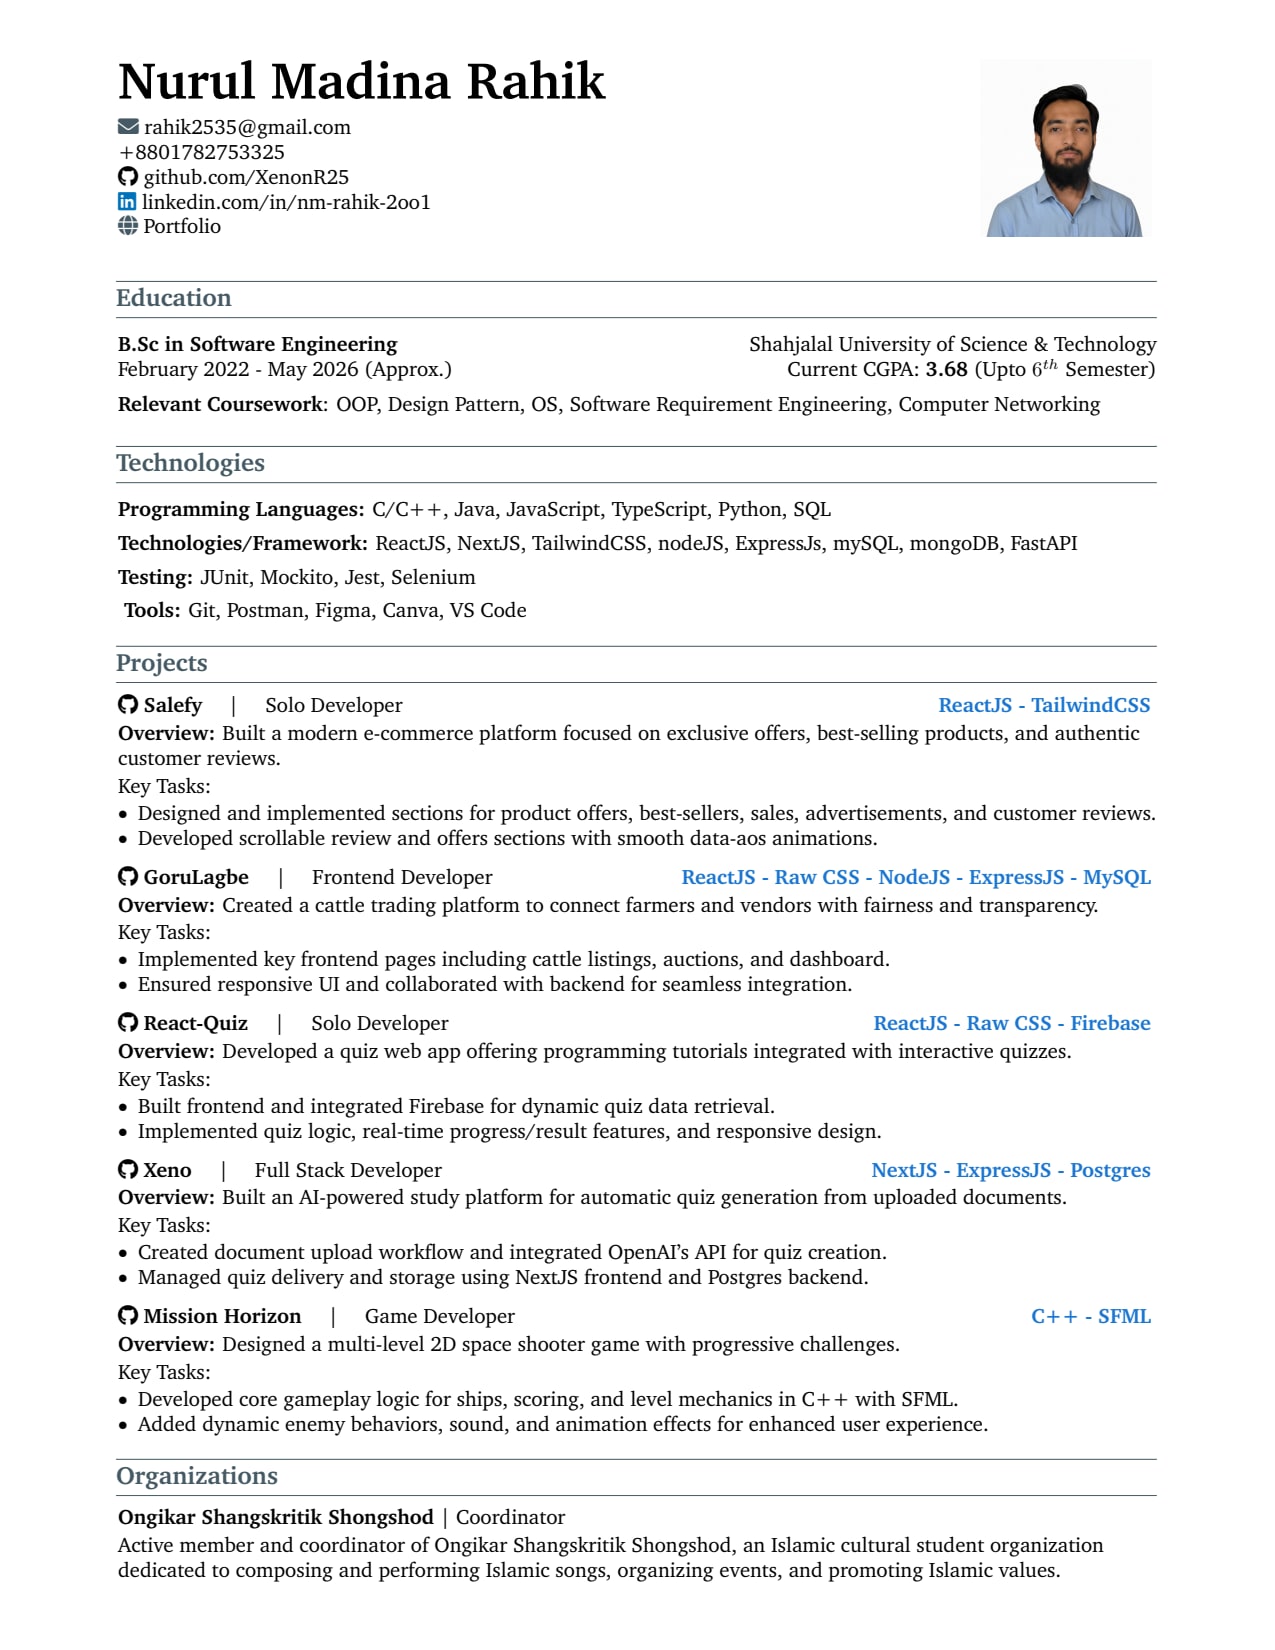 Nurul Madina Rahik
rahik2535@gmail.com
+8801782753325
github.com/XenonR25
linkedin.com/in/nm-rahik-2oo1
Portfolio
Education
B.Sc in Software Engineering Shahjalal University of Science & Technology
February 2022 - May 2026 (Approx.) Current CGPA: 3.68 (Upto 6th Semester)
Relevant Coursework: OOP, Design Pattern, OS, Software Requirement Engineering, Computer Networking
Technologies
Programming Languages: C/C++, Java, JavaScript, TypeScript, Python, SQL
Technologies/Framework: ReactJS, NextJS, TailwindCSS, nodeJS, ExpressJs, mySQL, mongoDB, FastAPI
Testing: JUnit, Mockito, Jest, Selenium
Tools: Git, Postman, Figma, Canva, VS Code
Projects
Salefy | Solo Developer ReactJS - TailwindCSS
Overview: Built a modern e-commerce platform focused on exclusive offers, best-selling products, and authentic
customer reviews.
Key Tasks:
• Designed and implemented sections for product offers, best-sellers, sales, advertisements, and customer reviews.
• Developed scrollable review and offers sections with smooth data-aos animations.
GoruLagbe | Frontend Developer ReactJS - Raw CSS - NodeJS - ExpressJS - MySQL
Overview: Created a cattle trading platform to connect farmers and vendors with fairness and transparency.
Key Tasks:
• Implemented key frontend pages including cattle listings, auctions, and dashboard.
• Ensured responsive UI and collaborated with backend for seamless integration.
React-Quiz | Solo Developer ReactJS - Raw CSS - Firebase
Overview: Developed a quiz web app offering programming tutorials integrated with interactive quizzes.
Key Tasks:
• Built frontend and integrated Firebase for dynamic quiz data retrieval.
• Implemented quiz logic, real-time progress/result features, and responsive design.
Xeno | Full Stack Developer NextJS - ExpressJS - Postgres
Overview: Built an AI-powered study platform for automatic quiz generation from uploaded documents.
Key Tasks:
• Created document upload workflow and integrated OpenAI's API for quiz creation.
• Managed quiz delivery and storage using NextJS frontend and Postgres backend.
Mission Horizon | Game Developer C++ - SFML
Overview: Designed a multi-level 2D space shooter game with progressive challenges.
Key Tasks:
• Developed core gameplay logic for ships, scoring, and level mechanics in C++ with SFML.
• Added dynamic enemy behaviors, sound, and animation effects for enhanced user experience.
Organizations
Ongikar Shangskritik Shongshod | Coordinator
Active member and coordinator of Ongikar Shangskritik Shongshod, an Islamic cultural student organization
dedicated to composing and performing Islamic songs, organizing events, and promoting Islamic values.